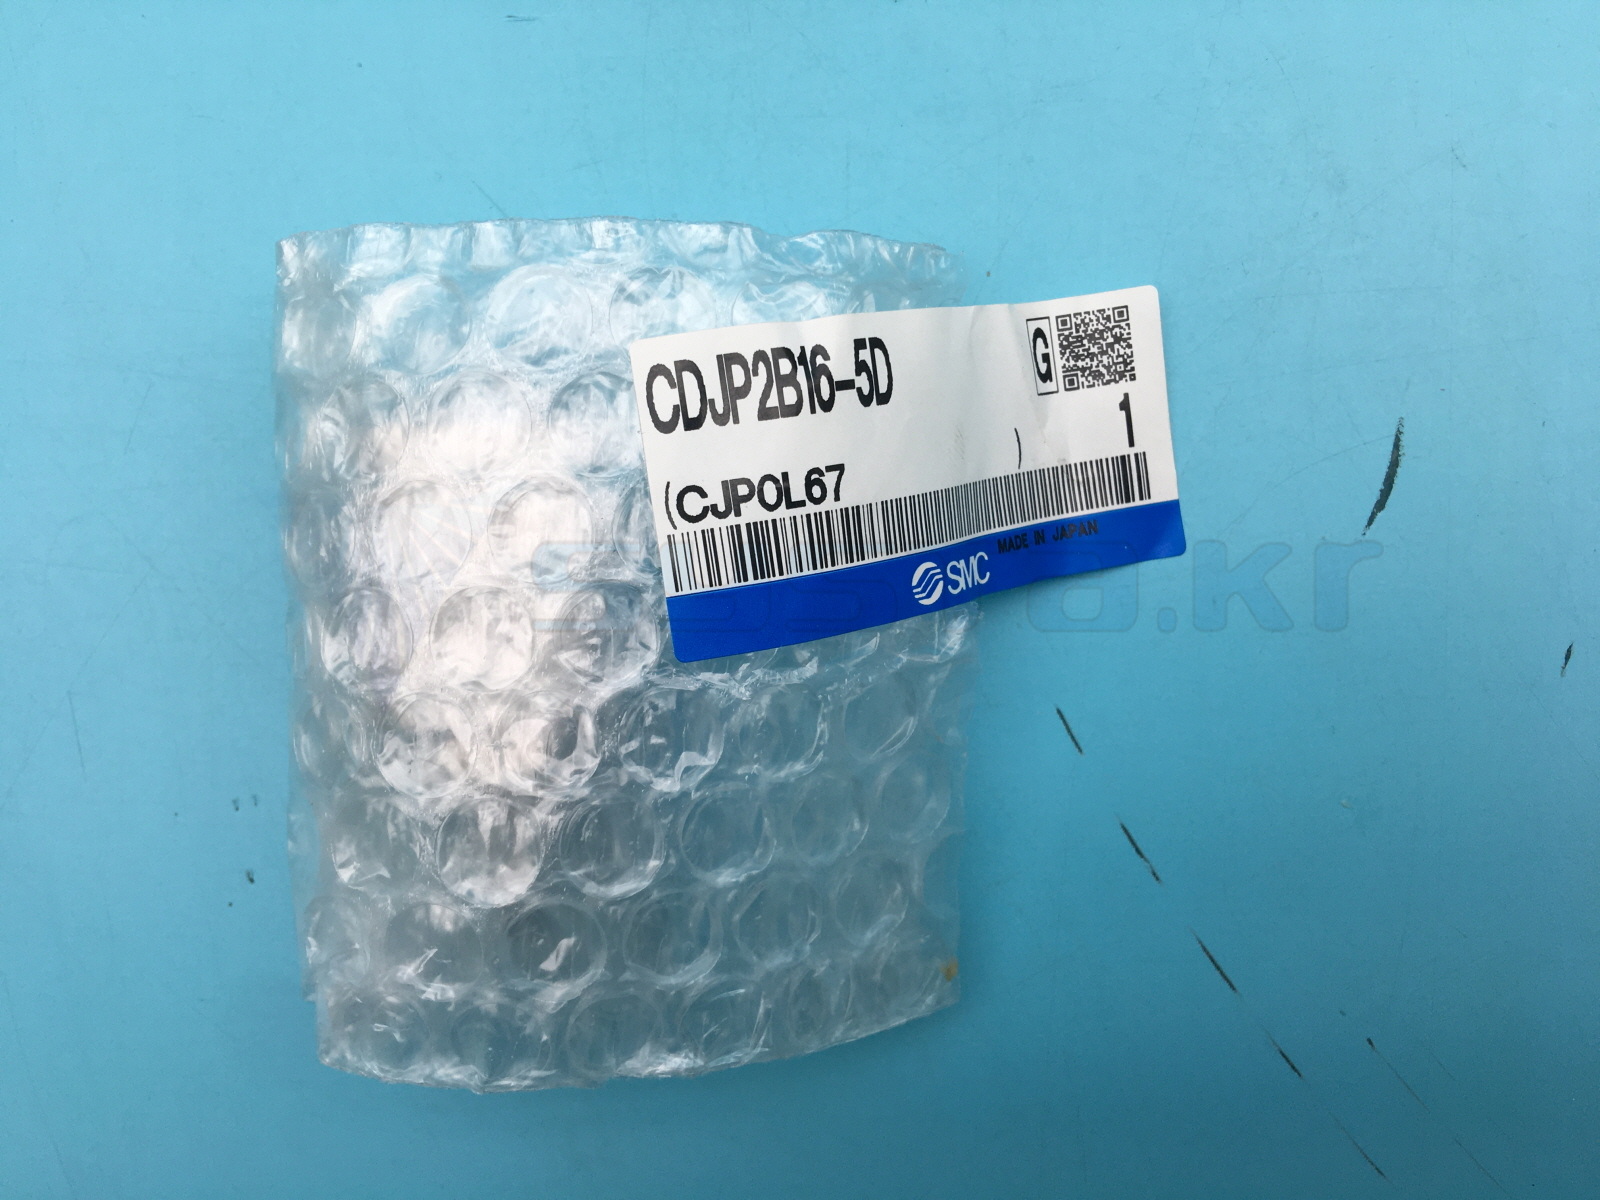 CDJP2B16-5D
G
1
(CJPOL67 )
SMC MADE IN JAPAN